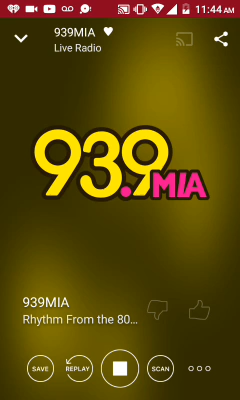 11:44 AM
939MIA
Live Radio
93.9 MIA
939MIA
Rhythm From the 80...
SAVE
REPLAY
SCAN